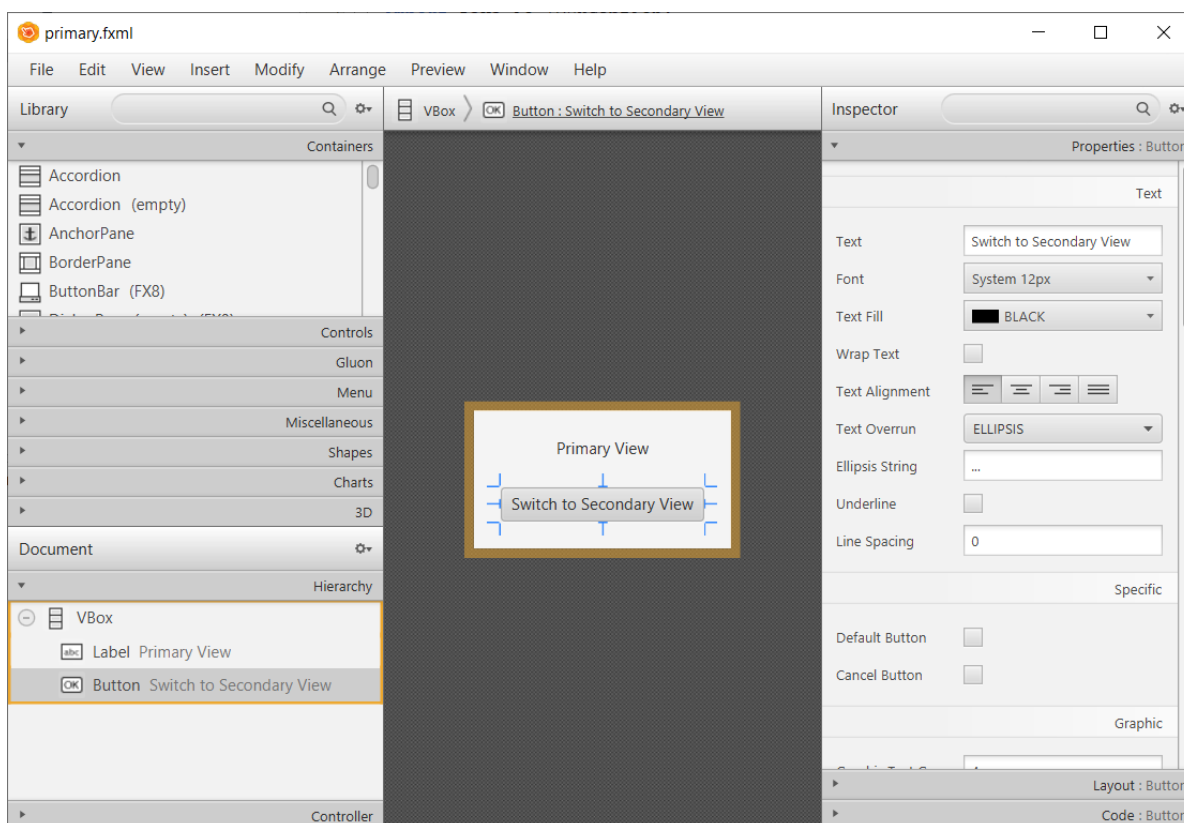 primary.fxml
File Edit View Insert Modify Arrange Preview Window Help
Library
Containers
Accordion
Accordion (empty)
AnchorPane
BorderPane
ButtonBar (FX8)
Controls
Gluon
Menu
Miscellaneous
Shapes
Charts
3D
Document
Hierarchy
VBox
abc Label Primary View
OK Button Switch to Secondary View
Controller
VBox OK Button : Switch to Secondary View
Primary View
Switch to Secondary View
Inspector
Properties : Button
Text
Text Switch to Secondary View
Font System 12px
Text Fill BLACK
Wrap Text
Text Alignment
Text Overrun ELLIPSIS
Ellipsis String ...
Underline
Line Spacing 0
Specific
Default Button
Cancel Button
Graphic
Layout : Button
Code : Button